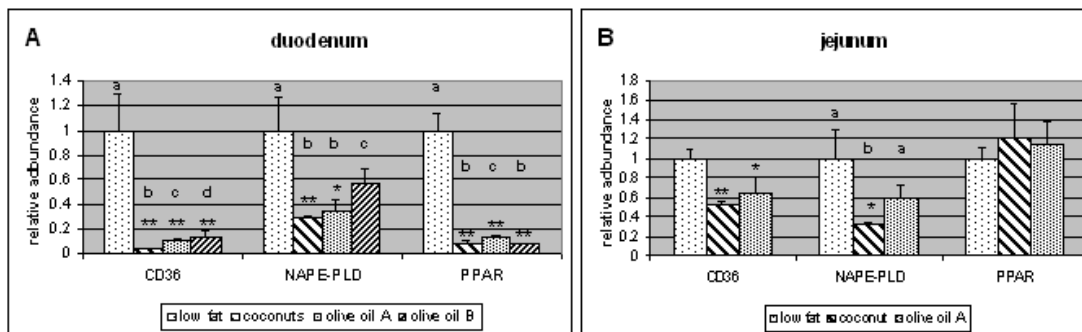 A
duodenum
relative adbundance
1.4
1.2
1
0.8
0.6
0.4
0.2
0
a
b
c
d
**
**
**
a
b
b
c
**
*
a
b
c
b
**
**
**
CD36
NAPE-PLD
PPAR
low fat coconuts olive oil A olive oil B
B
jejunum
relative adbundance
1.8
1.6
1.4
1.2
1
0.8
0.6
0.4
0.2
0
**
*
a
b
a
*
CD36
NAPE-PLD
PPAR
low fat coconut olive oil A